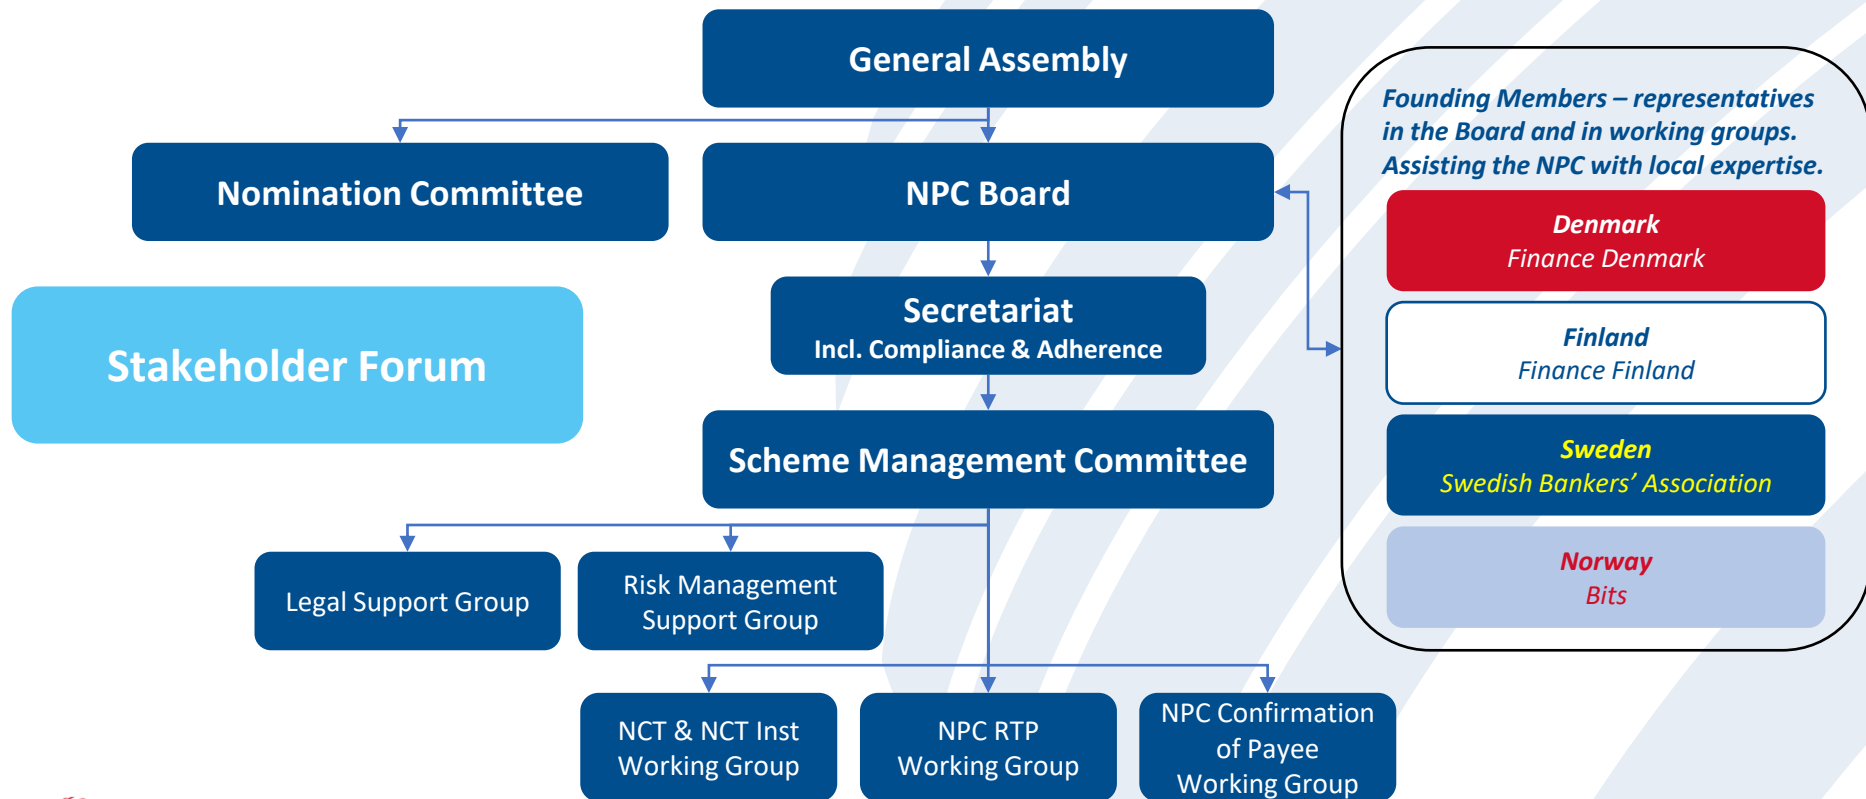 General Assembly
Founding Members – representatives
in the Board and in working groups.
Assisting the NPC with local expertise.
Nomination Committee
NPC Board
Denmark
Finance Denmark
Secretariat
Incl. Compliance & Adherence
Stakeholder Forum
Finland
Finance Finland
Scheme Management Committee
Sweden
Swedish Bankers’ Association
Norway
Bits
Legal Support Group
Risk Management
Support Group
NCT & NCT Inst
Working Group
NPC RTP
Working Group
NPC Confirmation
of Payee
Working Group